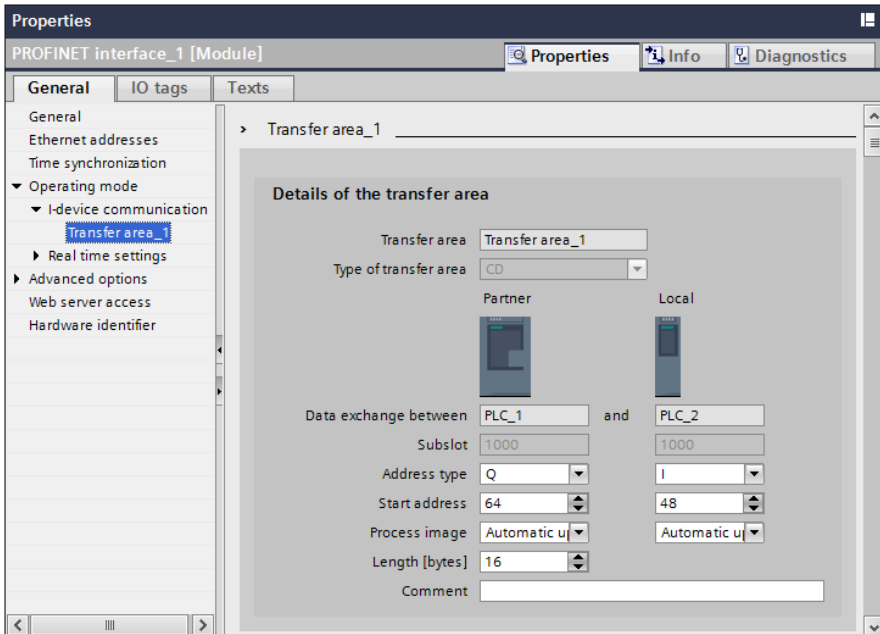 Properties
PROFINET interface_1 [Module]
Properties
Info
Diagnostics
General
IO tags
Texts
General
Ethernet addresses
Time synchronization
Operating mode
I-device communication
Transfer area_1
Real time settings
Advanced options
Web server access
Hardware identifier
Transfer area_1
Details of the transfer area
Transfer area Transfer area_1
Type of transfer area CD
Partner Local
Data exchange between PLC_1 and PLC_2
Subslot 1000 1000
Address type Q I
Start address 64 48
Process image Automatic Automatic
Length [bytes] 16
Comment